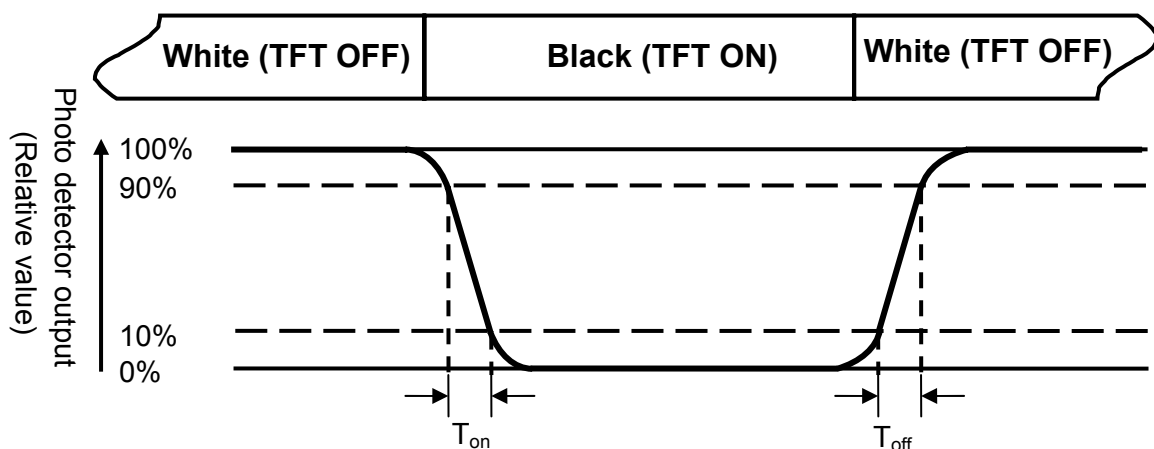 White (TFT OFF)
Black (TFT ON)
White (TFT OFF)
Photo detector output
(Relative value)
100%
90%
10%
0%
Ton
Toff